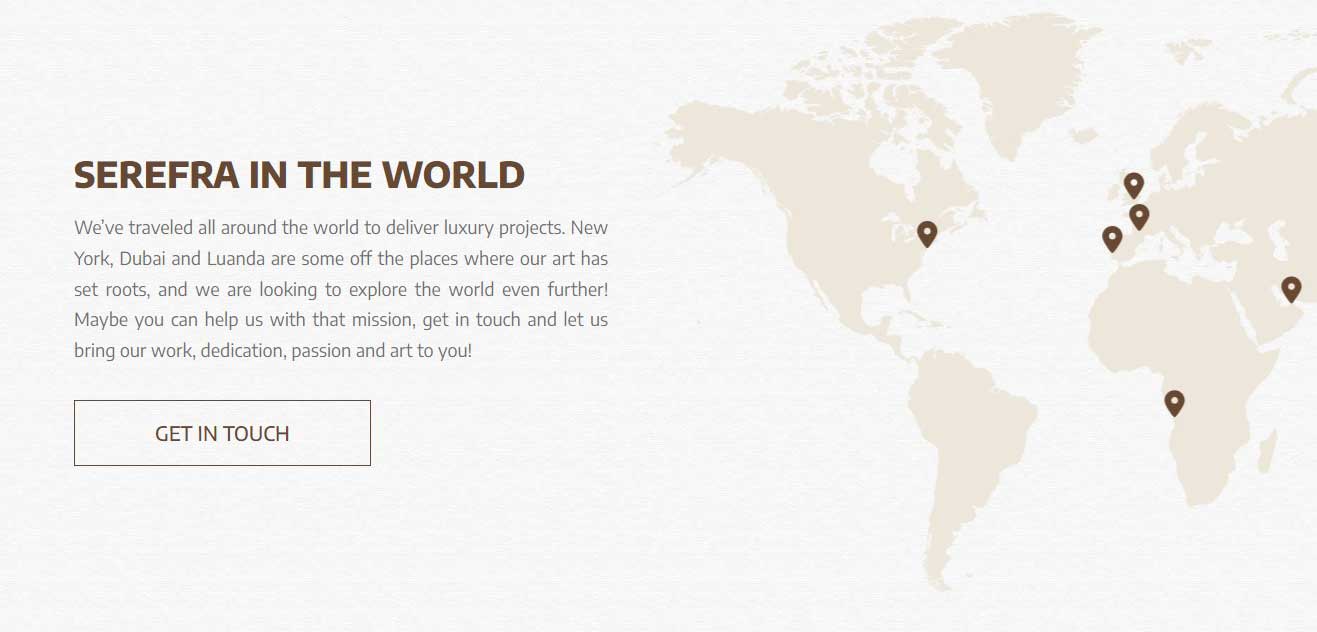 SEREFRA IN THE WORLD
We've traveled all around the world to deliver luxury projects. New
York, Dubai and Luanda are some off the places where our art has
set roots, and we are looking to explore the world even further!
Maybe you can help us with that mission, get in touch and let us
bring our work, dedication, passion and art to you!
GET IN TOUCH